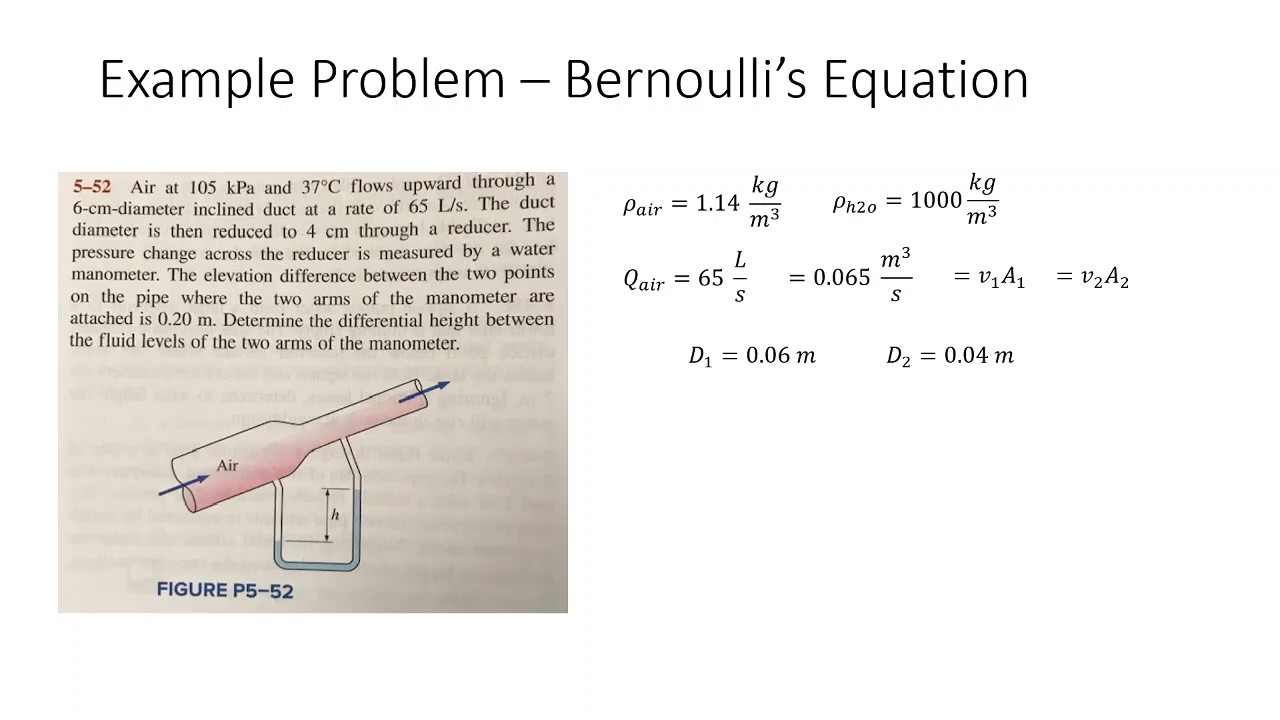 Example Problem – Bernoulli's Equation
5–52 Air at 105 kPa and 37°C flows upward through a
6-cm-diameter inclined duct at a rate of 65 L/s. The duct
diameter is then reduced to 4 cm through a reducer. The
pressure change across the reducer is measured by a water
manometer. The elevation difference between the two points
on the pipe where the two arms of the manometer are
attached is 0.20 m. Determine the differential height between
the fluid levels of the two arms of the manometer.
Air
h
FIGURE P5–52
ρ_air = 1.14 kg/m³ ρ_h2o = 1000 kg/m³
Q_air = 65 L/s = 0.065 m³/s = v₁A₁ = v₂A₂
D₁ = 0.06 m D₂ = 0.04 m